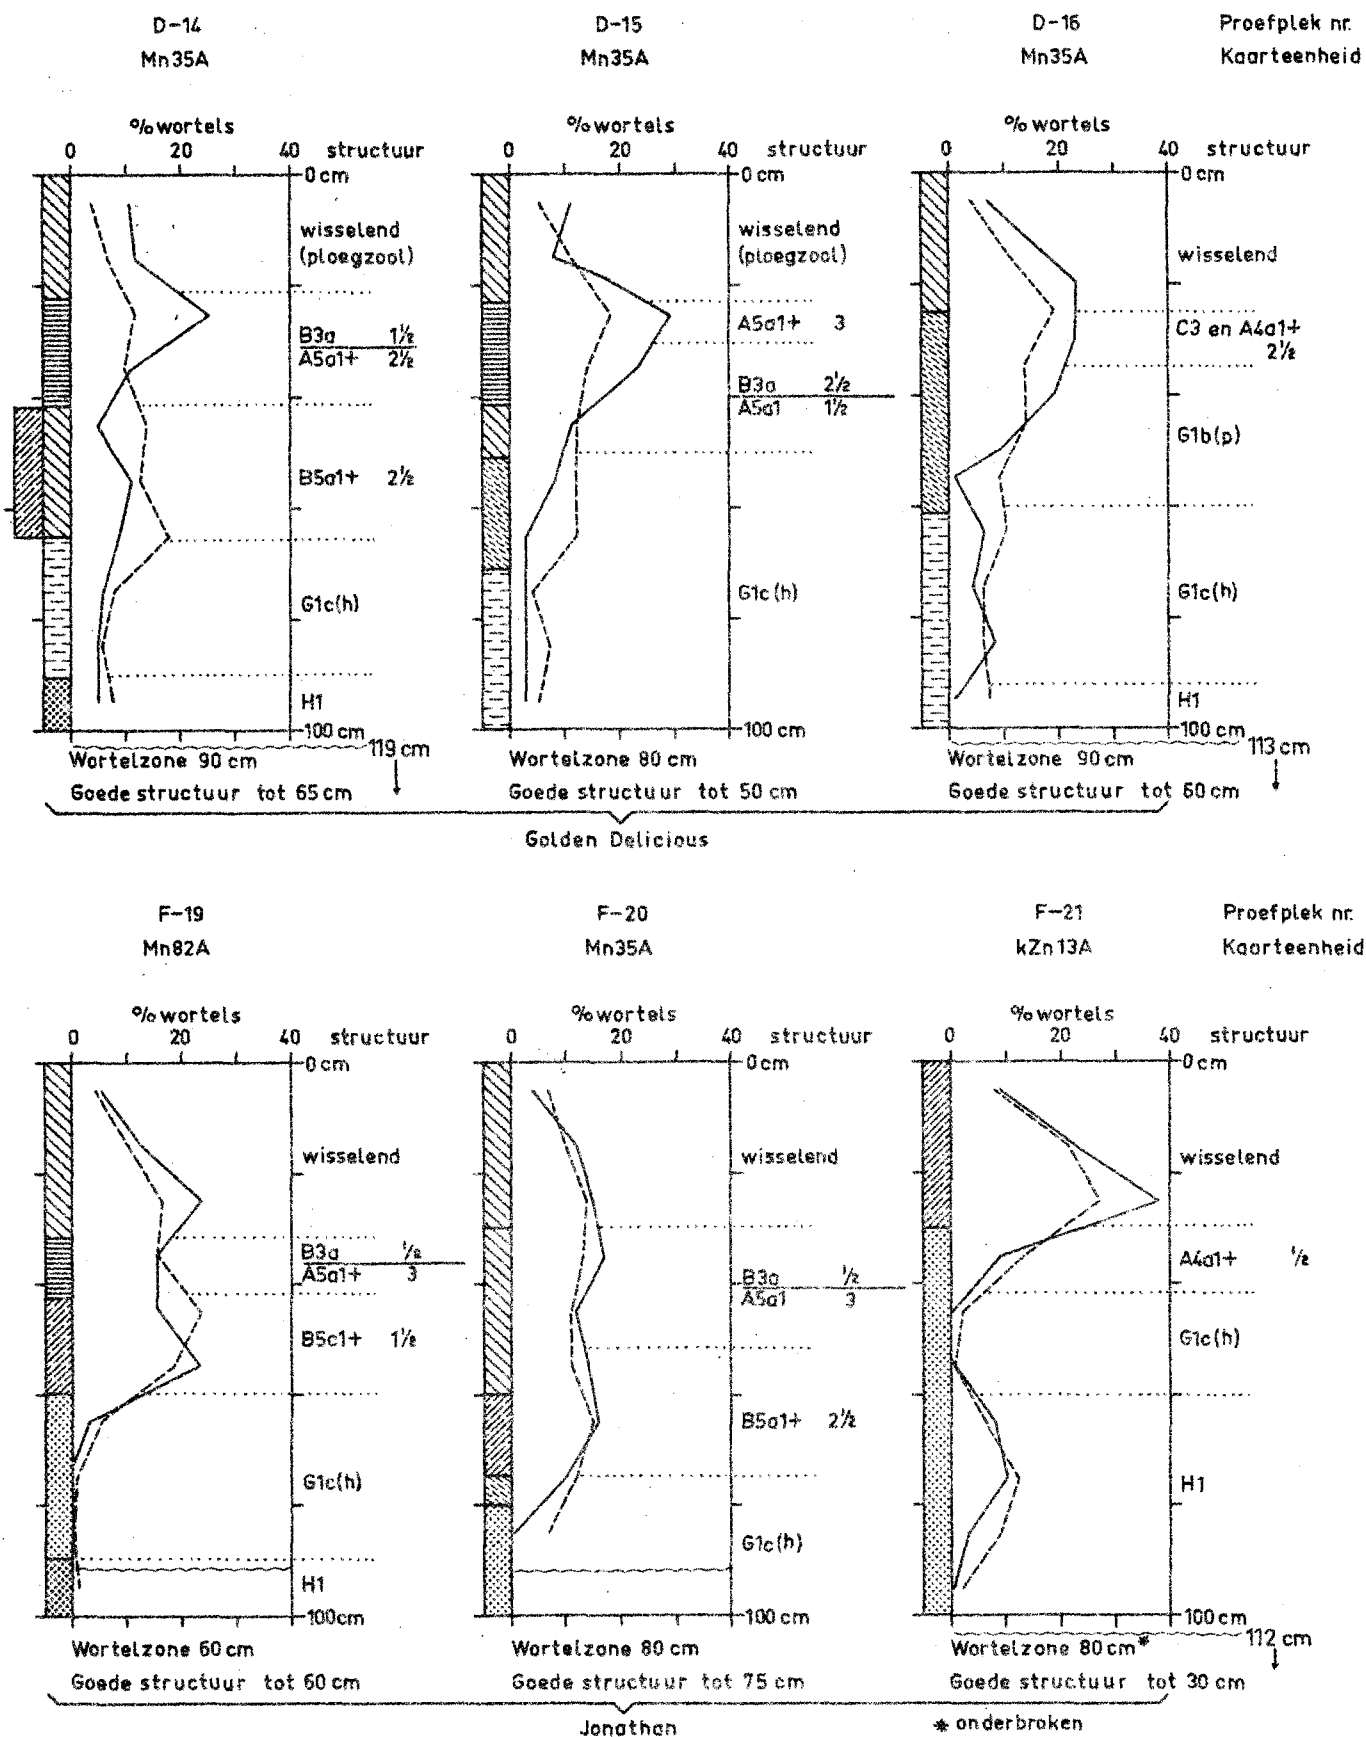 D-14 D-15 D-16 Proefplek nr.
Mn35A Mn35A Mn35A Kaarteenheid
% wortels % wortels % wortels
0 20 40 structuur 0 20 40 structuur 0 20 40 structuur
0 cm 0 cm 0 cm
wisselend
(ploegzool)
B3a 1½
A5a1+ 2½
B5a1+ 2½
G1c(h)
H1
100 cm
119 cm
Wortelzone 90 cm
Goede structuur tot 65 cm
wisselend
(ploegzool)
A5a1+ 3
B3a 2½
A5a1 1½
G1c(h)
100 cm
Wortelzone 80 cm
Goede structuur tot 50 cm
wisselend
C3 en A4a1+
2½
G1b(p)
G1c(h)
H1
100 cm
113 cm
Wortelzone 90 cm
Goede structuur tot 60 cm
Golden Delicious
F-19 F-20 F-21 Proefplek nr.
Mn82A Mn35A kZn13A Kaarteenheid
% wortels % wortels % wortels
0 20 40 structuur 0 20 40 structuur 0 20 40 structuur
0 cm 0 cm 0 cm
wisselend
B3a ½
A5a1+ 3
B5c1+ 1½
G1c(h)
H1
100 cm
Wortelzone 60 cm
Goede structuur tot 60 cm
wisselend
B3a ½
A5a1 3
B5a1+ 2½
G1c(h)
100 cm
Wortelzone 80 cm
Goede structuur tot 75 cm
wisselend
A4a1+ ½
G1c(h)
H1
100 cm
112 cm
Wortelzone 80 cm*
Goede structuur tot 30 cm
Jonathan * onderbroken